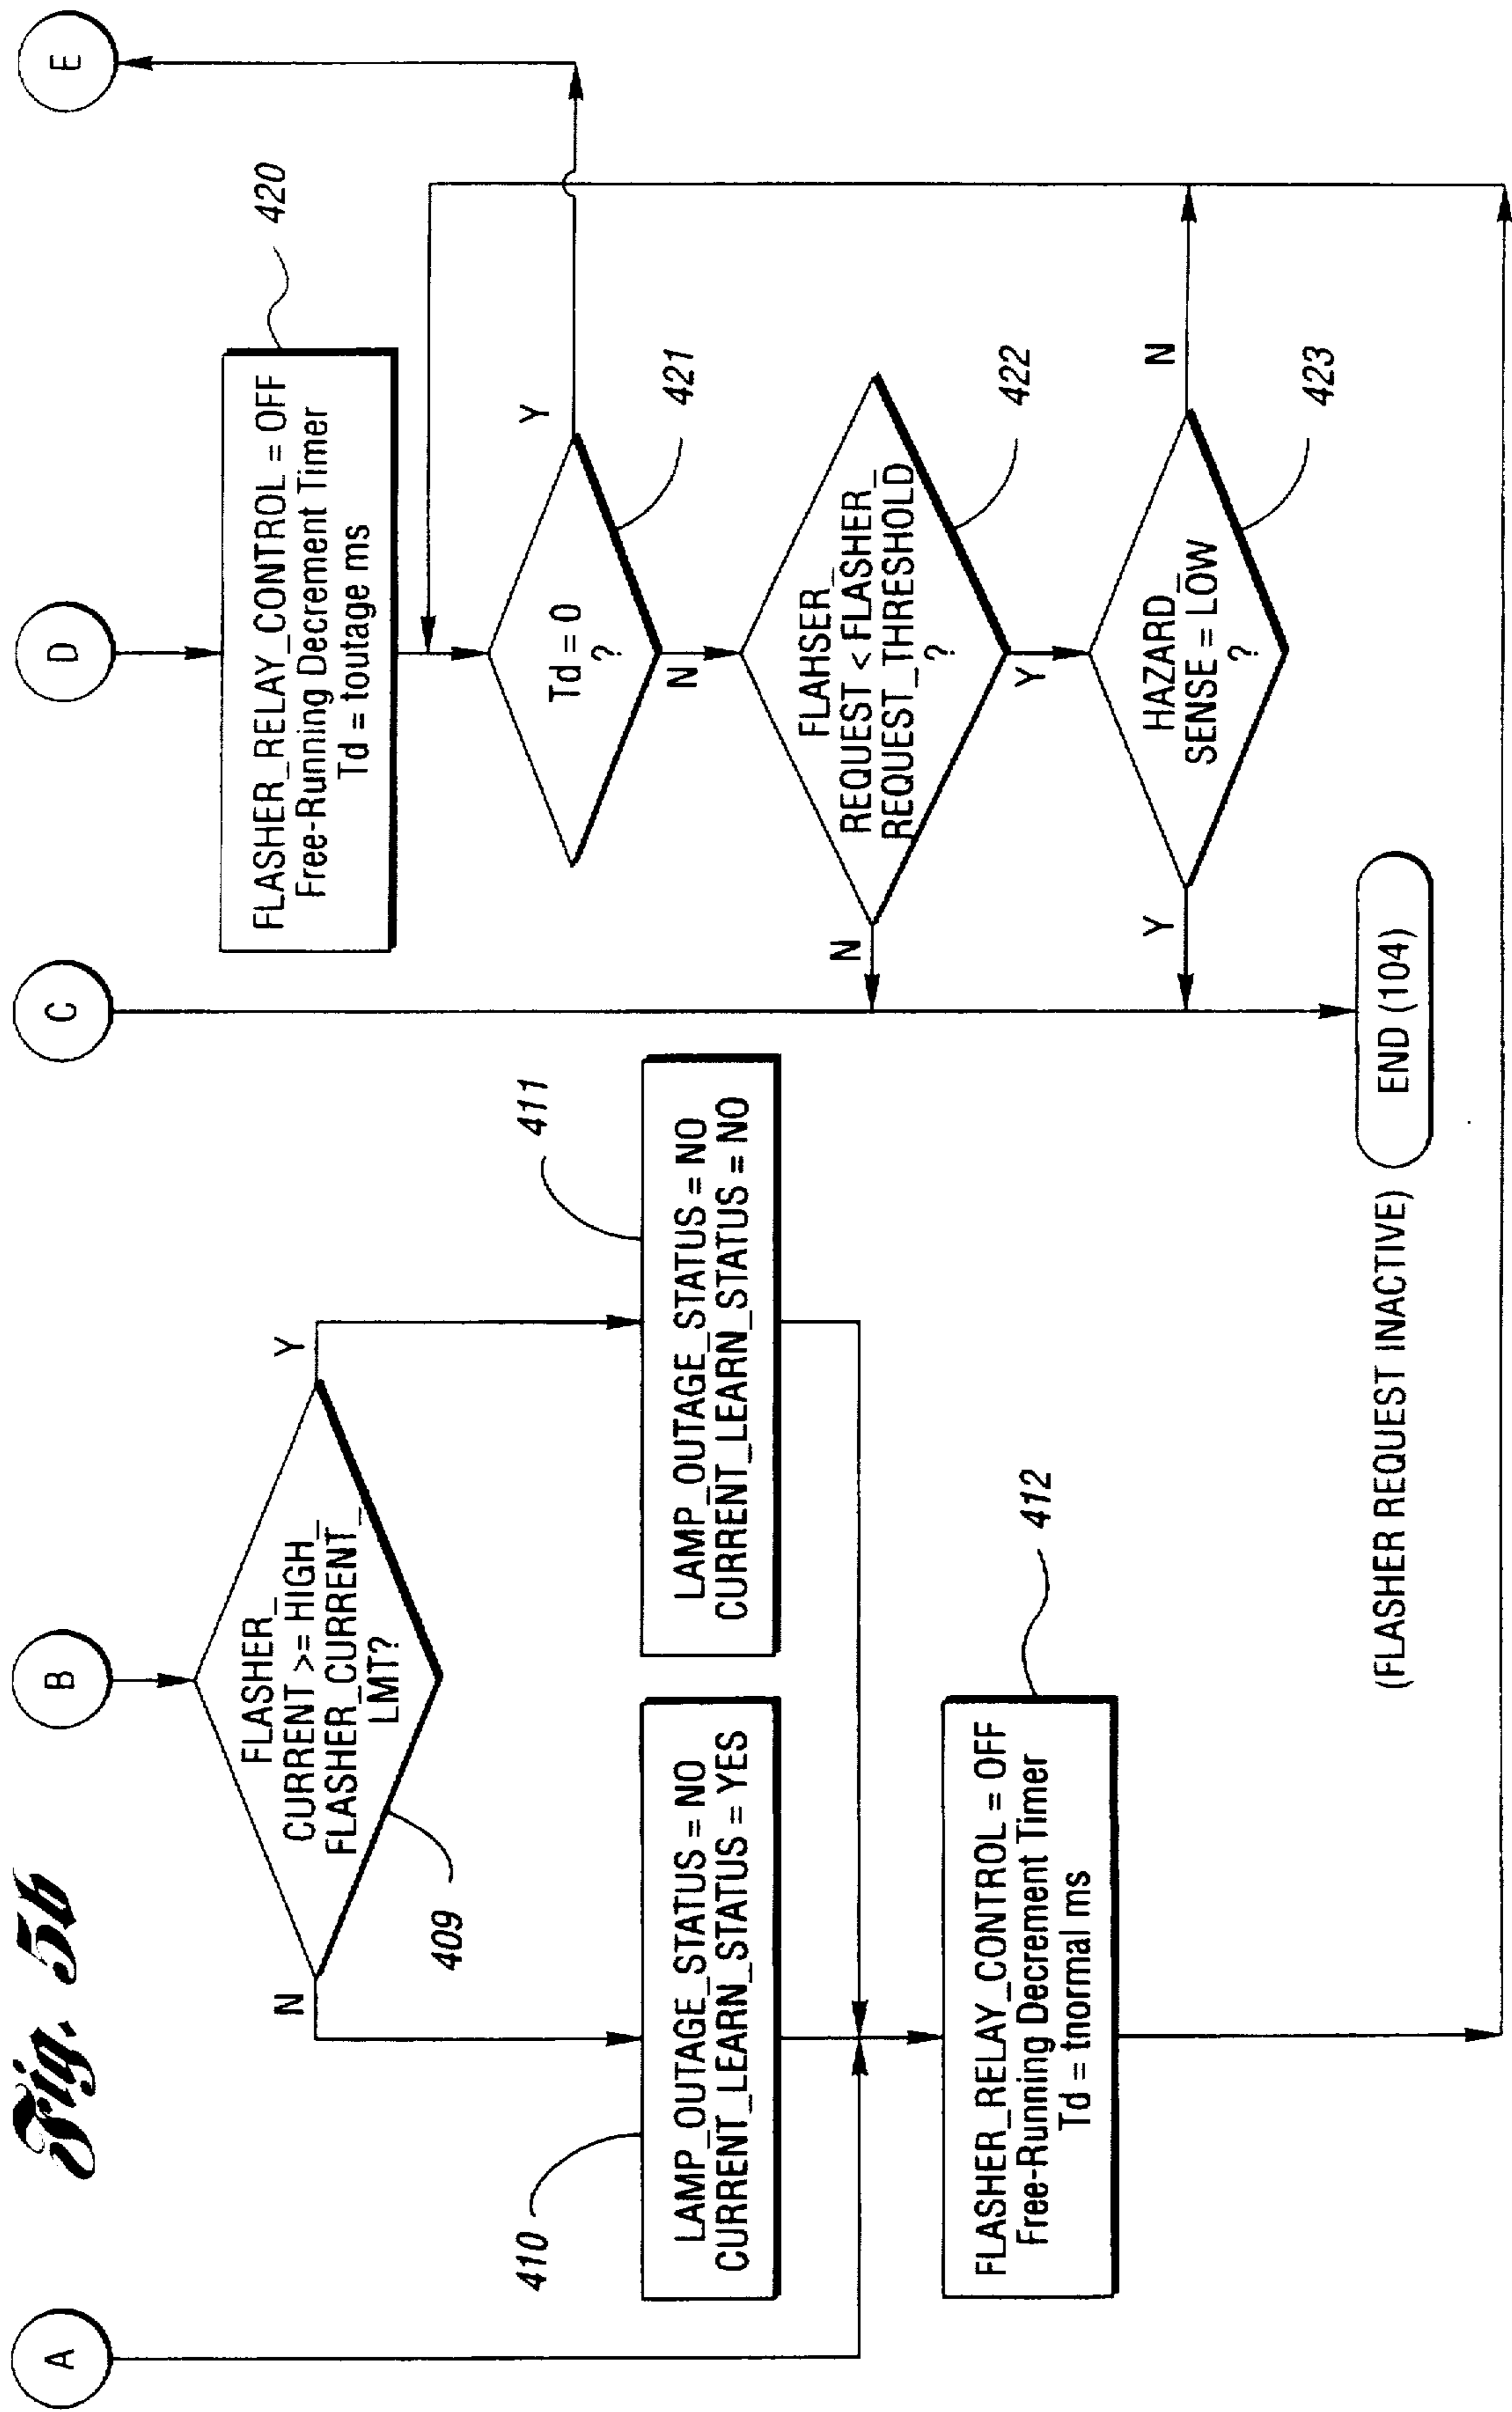 Fig. 5b
A
B
C
D
E
FLASHER_
CURRENT >= HIGH_
FLASHER_CURRENT_
LMT?
409
N
Y
LAMP_OUTAGE_STATUS = NO
CURRENT_LEARN_STATUS = YES
410
LAMP_OUTAGE_STATUS = NO
CURRENT_LEARN_STATUS = NO
411
FLASHER_RELAY_CONTROL = OFF
Free-Running Decrement Timer
Td = tnormal ms
412
FLASHER_RELAY_CONTROL = OFF
Free-Running Decrement Timer
Td = toutage ms
420
Td = 0
?
421
Y
N
FLAHSER_
REQUEST < FLASHER_
REQUEST_THRESHOLD
?
422
N
Y
HAZARD_
SENSE = LOW
?
423
Y
N
(FLASHER REQUEST INACTIVE)
END (104)